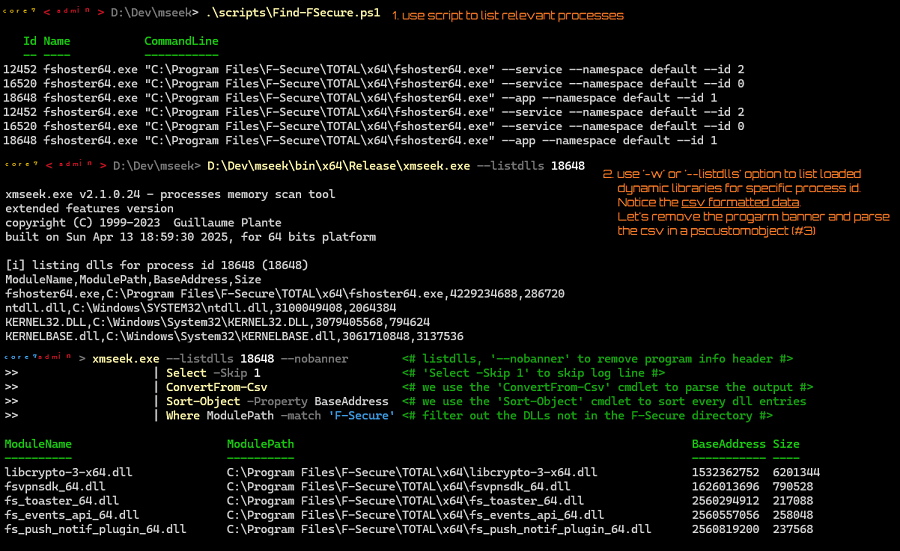 core7 < admin > D:\Dev\mseek> .\scripts\Find-FSecure.ps1
1. use script to list relevant processes
Id Name CommandLine
-- ---- -----------
12452 fshoster64.exe "C:\Program Files\F-Secure\TOTAL\x64\fshoster64.exe" --service --namespace default --id 2
16520 fshoster64.exe "C:\Program Files\F-Secure\TOTAL\x64\fshoster64.exe" --service --namespace default --id 0
18648 fshoster64.exe "C:\Program Files\F-Secure\TOTAL\x64\fshoster64.exe" --app --namespace default --id 1
12452 fshoster64.exe "C:\Program Files\F-Secure\TOTAL\x64\fshoster64.exe" --service --namespace default --id 2
16520 fshoster64.exe "C:\Program Files\F-Secure\TOTAL\x64\fshoster64.exe" --service --namespace default --id 0
18648 fshoster64.exe "C:\Program Files\F-Secure\TOTAL\x64\fshoster64.exe" --app --namespace default --id 1
core7 < admin > D:\Dev\mseek> D:\Dev\mseek\bin\x64\Release\xmseek.exe --listdlls 18648
2. use '-w' or '--listdlls' option to list loaded
dynamic libraries for specific process id.
Notice the csv formatted data.
Let's remove the progarm banner and parse
the csv in a pscustomobject (#3)
xmseek.exe v2.1.0.24 - processes memory scan tool
extended features version
copyright (C) 1999-2023 Guillaume Plante
built on Sun Apr 13 18:59:30 2025, for 64 bits platform
[i] listing dlls for process id 18648 (18648)
ModuleName,ModulePath,BaseAddress,Size
fshoster64.exe,C:\Program Files\F-Secure\TOTAL\x64\fshoster64.exe,4229234688,286720
ntdll.dll,C:\Windows\SYSTEM32\ntdll.dll,3100049408,2064384
KERNEL32.DLL,C:\Windows\System32\KERNEL32.DLL,3079405568,794624
KERNELBASE.dll,C:\Windows\System32\KERNELBASE.dll,3061710848,3137536
core7admin > xmseek.exe --listdlls 18648 --nobanner <# listdlls, '--nobanner' to remove program info header #>
>> | Select -Skip 1 <# 'Select -Skip 1' to skip log line #>
>> | ConvertFrom-Csv <# we use the 'ConvertFrom-Csv' cmdlet to parse the output #>
>> | Sort-Object -Property BaseAddress <# we use the 'Sort-Object' cmdlet to sort every dll entries
>> | Where ModulePath -match 'F-Secure' <# filter out the DLLs not in the F-Secure directory #>
ModuleName ModulePath BaseAddress Size
---------- ---------- ----------- ----
libcrypto-3-x64.dll C:\Program Files\F-Secure\TOTAL\x64\libcrypto-3-x64.dll 1532362752 6201344
fsvpnsdk_64.dll C:\Program Files\F-Secure\TOTAL\x64\fsvpnsdk_64.dll 1626013696 790528
fs_toaster_64.dll C:\Program Files\F-Secure\TOTAL\x64\fs_toaster_64.dll 2560294912 217088
fs_events_api_64.dll C:\Program Files\F-Secure\TOTAL\x64\fs_events_api_64.dll 2560557056 258048
fs_push_notif_plugin_64.dll C:\Program Files\F-Secure\TOTAL\x64\fs_push_notif_plugin_64.dll 2560819200 237568